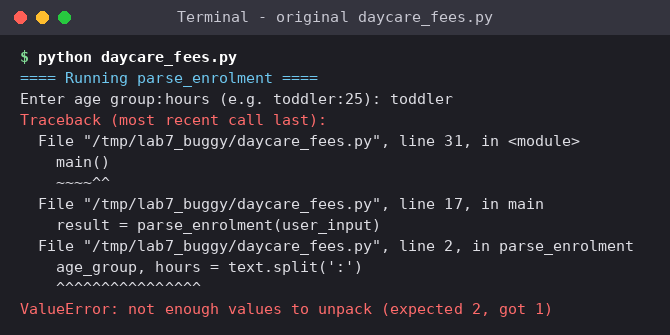 Terminal - original daycare_fees.py
$ python daycare_fees.py
==== Running parse_enrolment ====
Enter age group:hours (e.g. toddler:25): toddler
Traceback (most recent call last):
  File "/tmp/lab7_buggy/daycare_fees.py", line 31, in <module>
    main()
    ~~~~^^
  File "/tmp/lab7_buggy/daycare_fees.py", line 17, in main
    result = parse_enrolment(user_input)
  File "/tmp/lab7_buggy/daycare_fees.py", line 2, in parse_enrolment
    age_group, hours = text.split(':')
    ^^^^^^^^^^^^^^^^
ValueError: not enough values to unpack (expected 2, got 1)